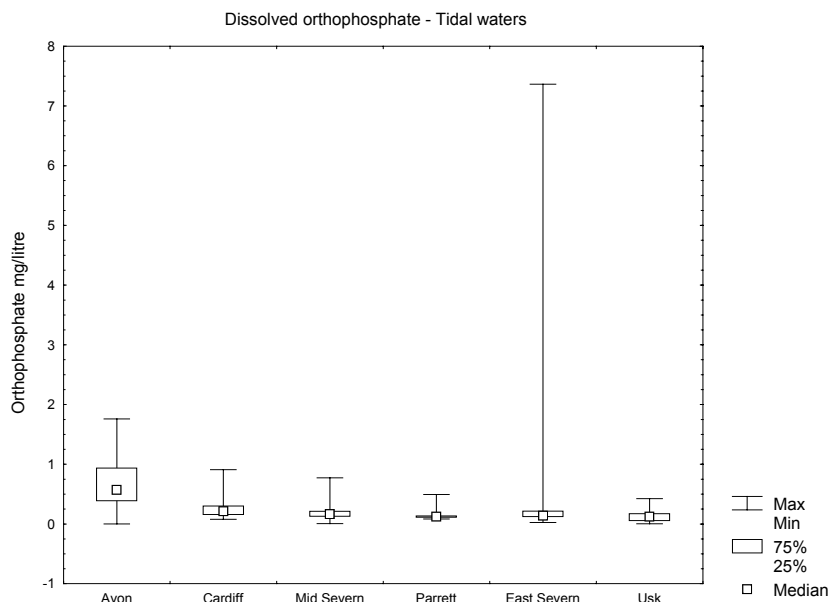 Dissolved orthophosphate - Tidal waters
Orthophosphate mg/litre
8
7
6
5
4
3
2
1
0
-1
Avon
Cardiff
Mid Severn
Parrett
East Severn
Usk
Max
Min
75%
25%
Median